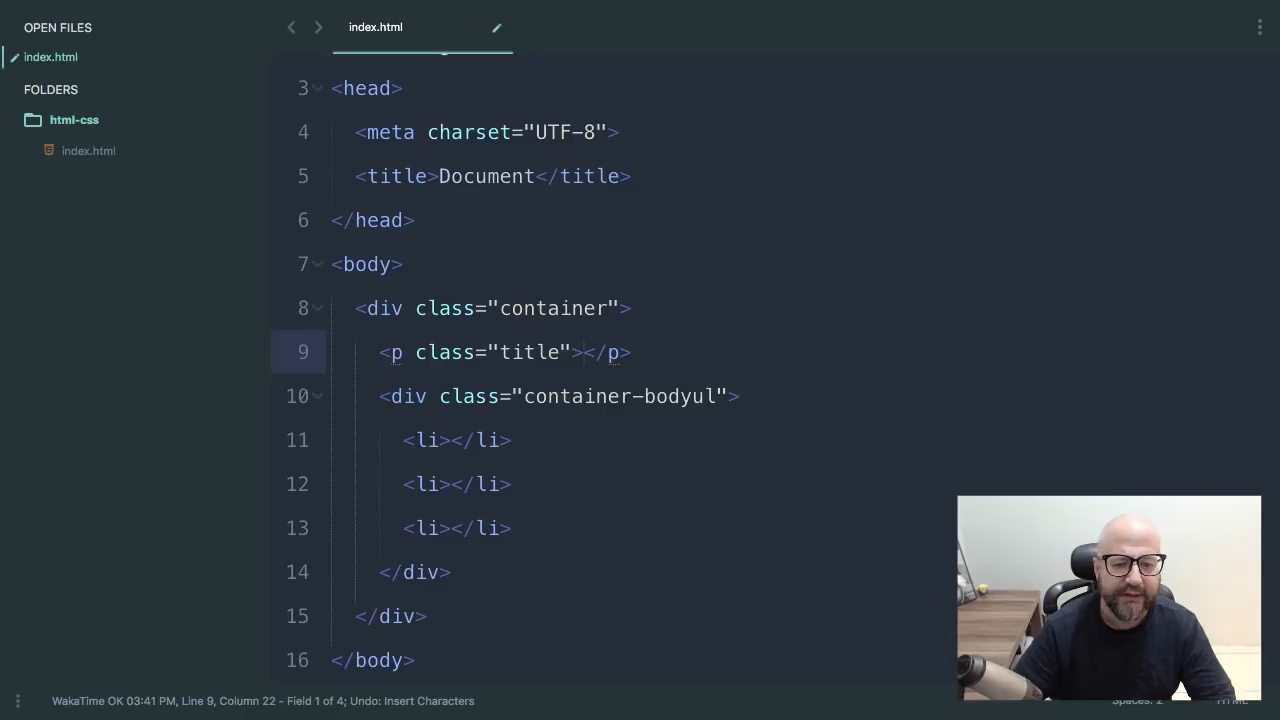 OPEN FILES
index.html
index.html
FOLDERS
html-css
index.html
3 <head>
4 <meta charset="UTF-8">
5 <title>Document</title>
6 </head>
7 <body>
8 <div class="container">
9 <p class="title"></p>
10 <div class="container-bodyul">
11 <li></li>
12 <li></li>
13 <li></li>
14 </div>
15 </div>
16 </body>
WakaTime OK 03:41 PM, Line 9, Column 22 - Field 1 of 4; Undo: Insert Characters
Spaces: 2
HTML